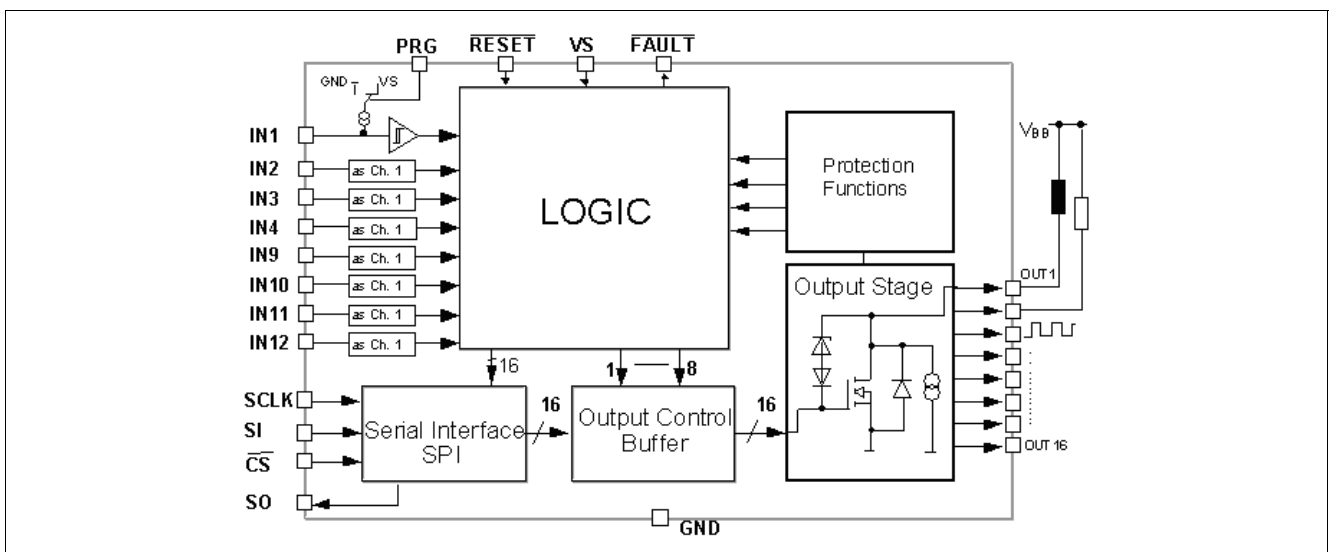 PRG RESET VS FAULT
GND VS
IN1
IN2 as Ch. 1
IN3 as Ch. 1
IN4 as Ch. 1
IN9 as Ch. 1
IN10 as Ch. 1
IN11 as Ch. 1
IN12 as Ch. 1
LOGIC
Protection
Functions
VBB
Output Stage
OUT1
OUT16
16
1 8
SCLK
SI
CS
SO
Serial Interface
SPI
16
Output Control
Buffer
16
GND